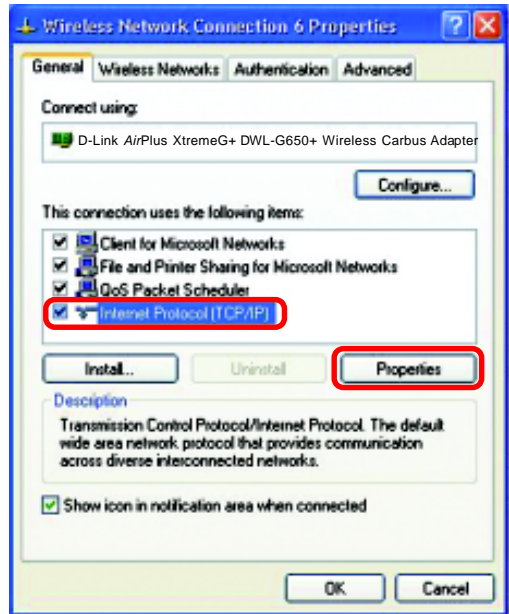 Wireless Network Connection 6 Properties
General Wireless Networks Authentication Advanced
Connect using:
D-Link AirPlus XtremeG+ DWL-G650+ Wireless Carbus Adapter
Configure...
This connection uses the following items:
Client for Microsoft Networks
File and Printer Sharing for Microsoft Networks
QoS Packet Scheduler
Internet Protocol (TCP/IP)
Install... Uninstall Properties
Description
Transmission Control Protocol/Internet Protocol. The default
wide area network protocol that provides communication
across diverse interconnected networks.
Show icon in notification area when connected
OK Cancel